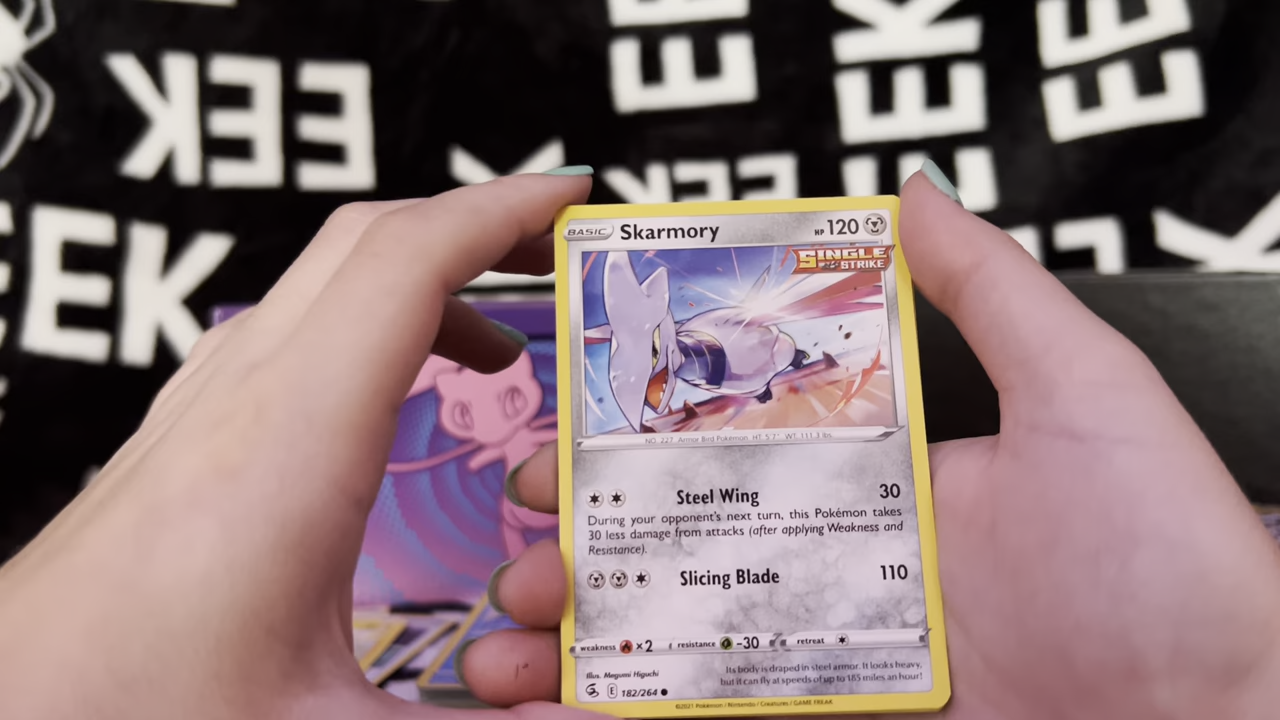 EEK
EEK
EEK
EEK
EEK
EEK
BASIC Skarmory HP 120
SINGLE STRIKE
NO. 227 Armor Bird Pokémon HT: 5'7" WT: 111.3 lbs.
Steel Wing 30
During your opponent's next turn, this Pokémon takes
30 less damage from attacks (after applying Weakness and
Resistance).
Slicing Blade 110
weakness ×2 resistance -30 retreat
Its body is draped in steel armor. It looks heavy,
but it can fly at speeds of up to 185 miles an hour!
Illus. Megumi Higuchi
E 182/264
©2021 Pokémon / Nintendo / Creatures / GAME FREAK